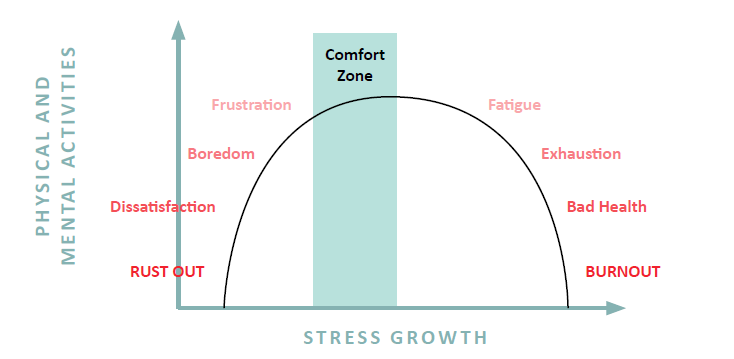 PHYSICAL AND
MENTAL ACTIVITIES
Comfort
Zone
Frustration
Fatigue
Boredom
Exhaustion
Dissatisfaction
Bad Health
RUST OUT
BURNOUT
STRESS GROWTH